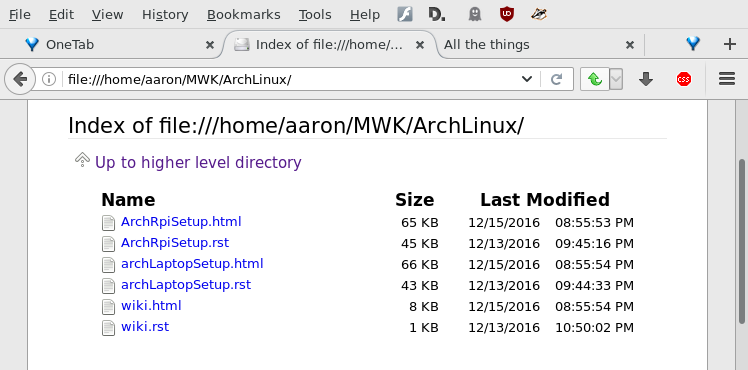 File Edit View History Bookmarks Tools Help D.
OneTab × Index of file:///home/... × All the things × +
file:///home/aaron/MWK/ArchLinux/ css
Index of file:///home/aaron/MWK/ArchLinux/
Up to higher level directory
Name Size Last Modified
ArchRpiSetup.html 65 KB 12/15/2016 08:55:53 PM
ArchRpiSetup.rst 45 KB 12/13/2016 09:45:16 PM
archLaptopSetup.html 66 KB 12/15/2016 08:55:54 PM
archLaptopSetup.rst 43 KB 12/13/2016 09:44:33 PM
wiki.html 8 KB 12/15/2016 08:55:54 PM
wiki.rst 1 KB 12/13/2016 10:50:02 PM